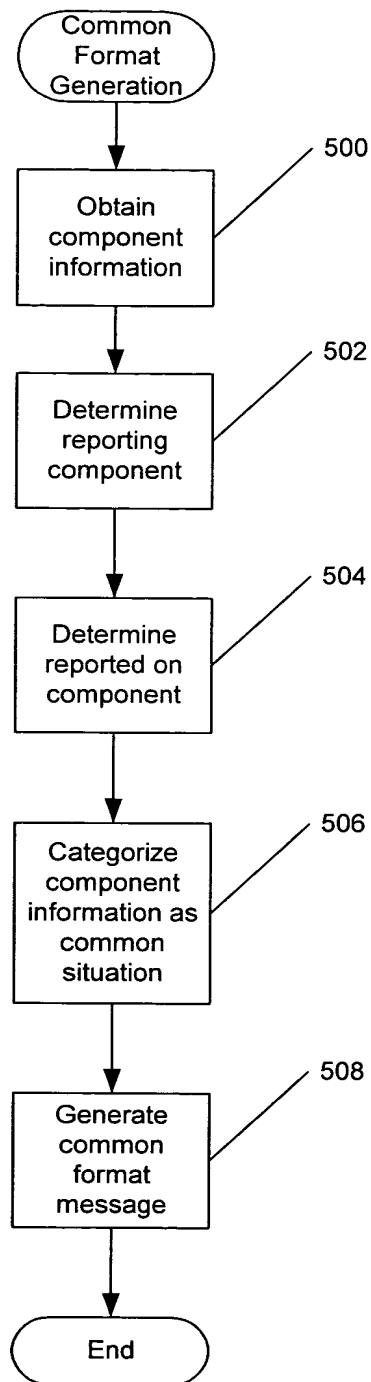 Common
Format
Generation
500
Obtain
component
information
502
Determine
reporting
component
504
Determine
reported on
component
506
Categorize
component
information as
common
situation
508
Generate
common
format
message
End